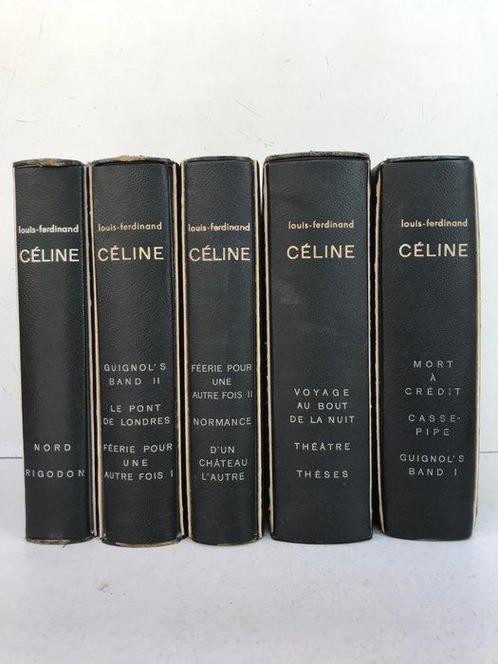 louis-ferdinand
CÉLINE
NORD
RIGODON
louis-ferdinand
CÉLINE
GUIGNOL'S
BAND II
LE PONT
DE LONDRES
FÉERIE POUR
UNE
AUTRE FOIS I
louis-ferdinand
CÉLINE
FÉERIE POUR
UNE
AUTRE FOIS II
NORMANCE
D'UN
CHÂTEAU
L'AUTRE
louis-ferdinand
CÉLINE
VOYAGE
AU BOUT
DE LA NUIT
THÉÂTRE
THÈSES
louis-ferdinand
CÉLINE
MORT
À
CRÉDIT
CASSE-
PIPE
GUIGNOL'S
BAND I